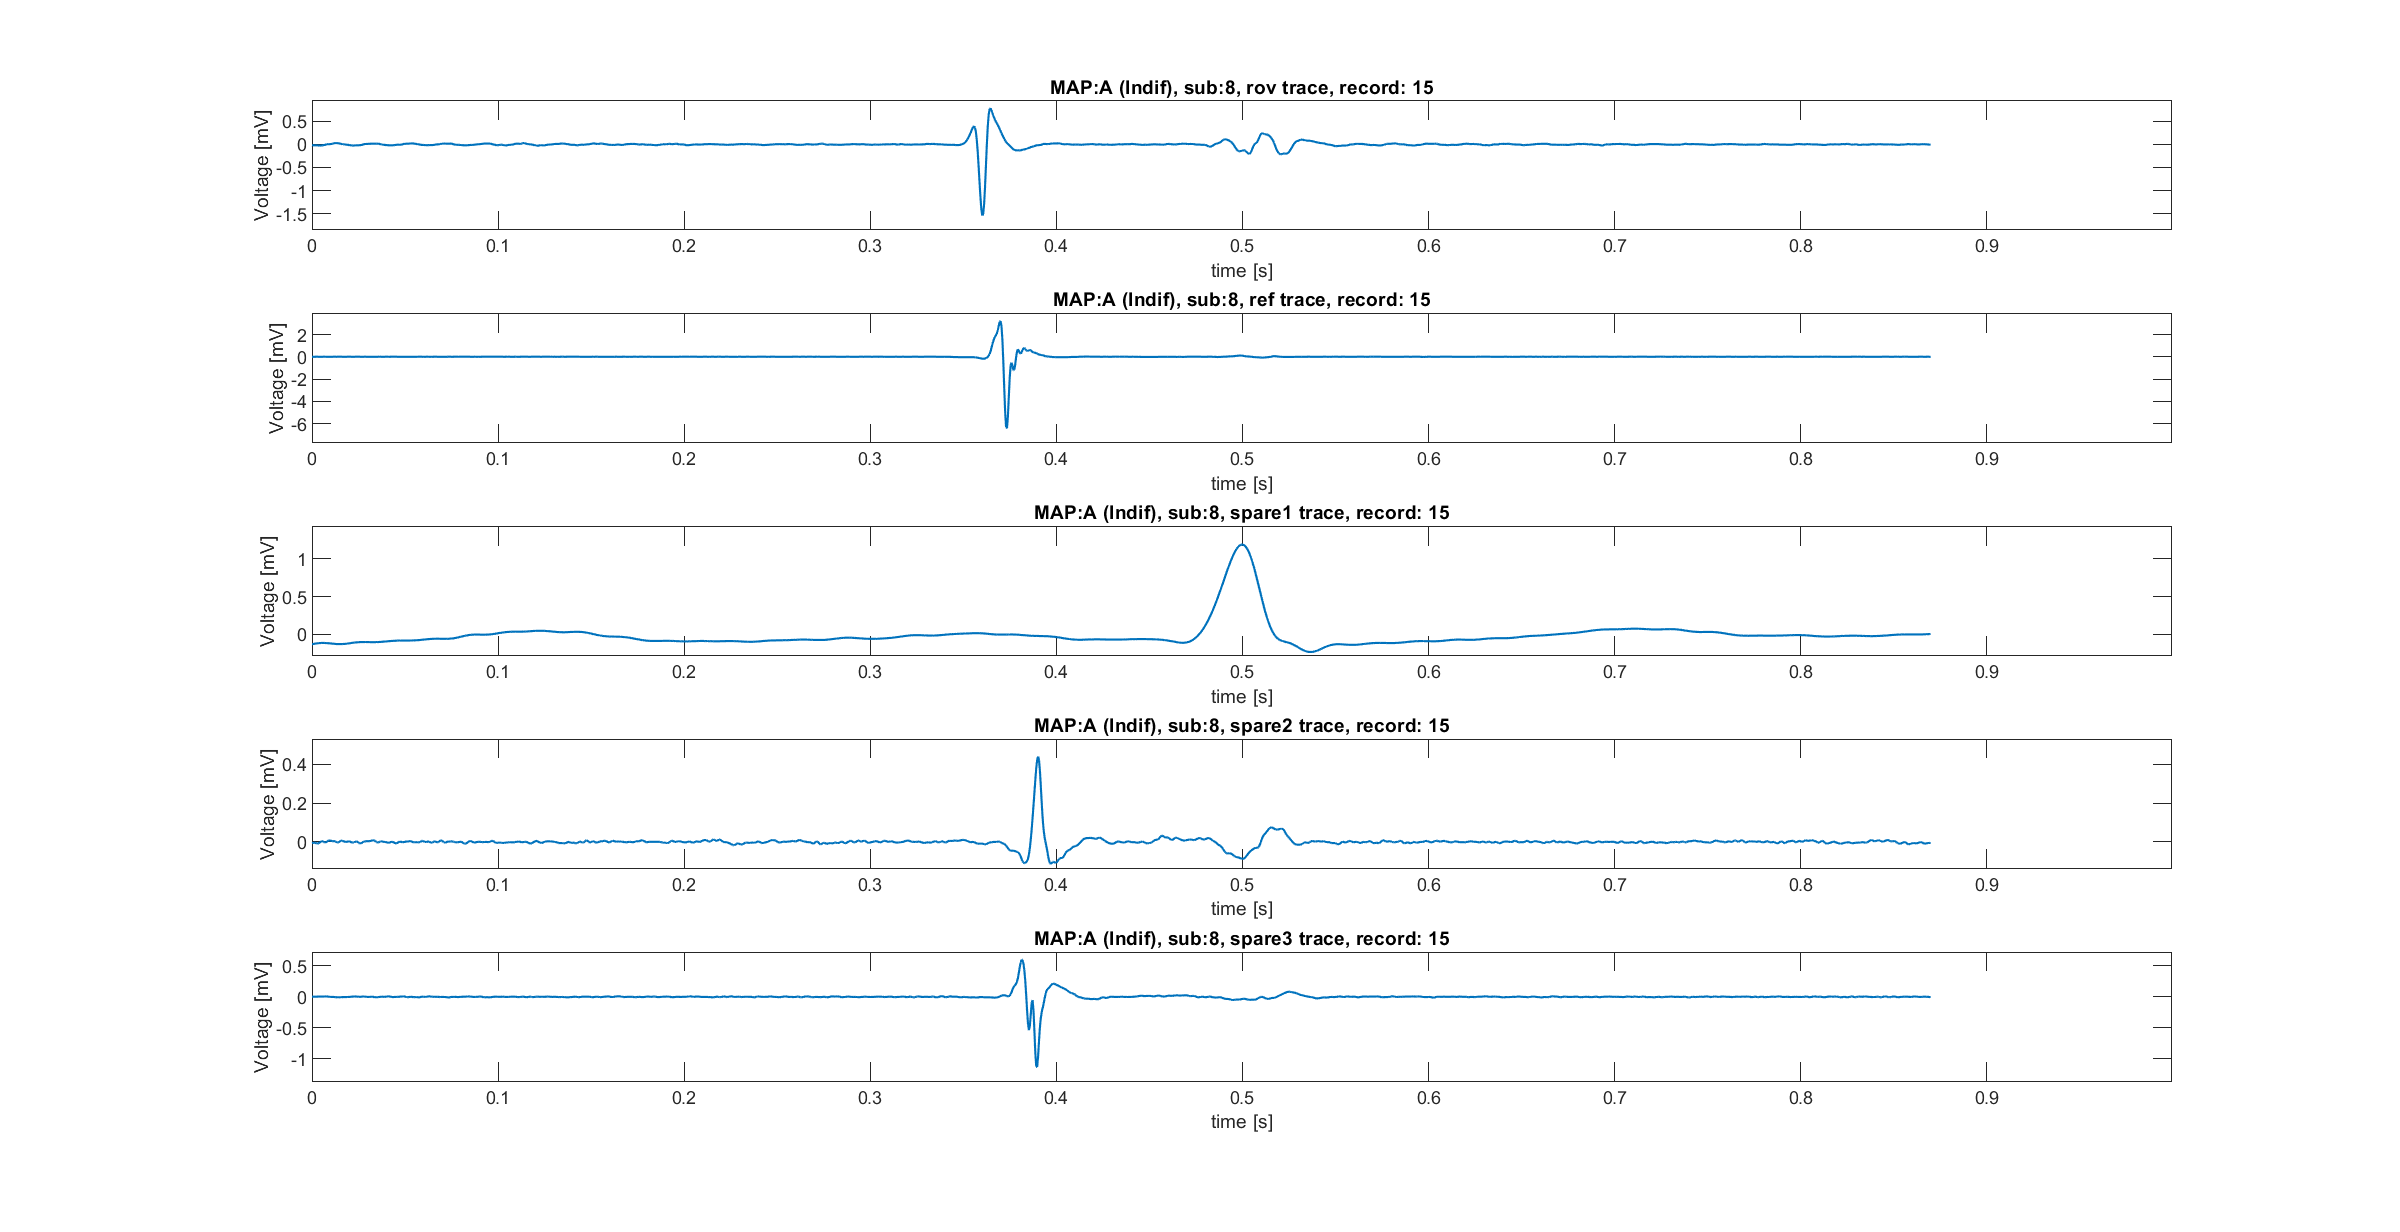 MAP:A (Indif), sub:8, rov trace, record: 15
Voltage [mV]
0.5
0
-0.5
-1
-1.5
0 0.1 0.2 0.3 0.4 0.5 0.6 0.7 0.8 0.9
time [s]
MAP:A (Indif), sub:8, ref trace, record: 15
Voltage [mV]
2
0
-2
-4
-6
0 0.1 0.2 0.3 0.4 0.5 0.6 0.7 0.8 0.9
time [s]
MAP:A (Indif), sub:8, spare1 trace, record: 15
Voltage [mV]
1
0.5
0
0 0.1 0.2 0.3 0.4 0.5 0.6 0.7 0.8 0.9
time [s]
MAP:A (Indif), sub:8, spare2 trace, record: 15
Voltage [mV]
0.4
0.2
0
0 0.1 0.2 0.3 0.4 0.5 0.6 0.7 0.8 0.9
time [s]
MAP:A (Indif), sub:8, spare3 trace, record: 15
Voltage [mV]
0.5
0
-0.5
-1
0 0.1 0.2 0.3 0.4 0.5 0.6 0.7 0.8 0.9
time [s]